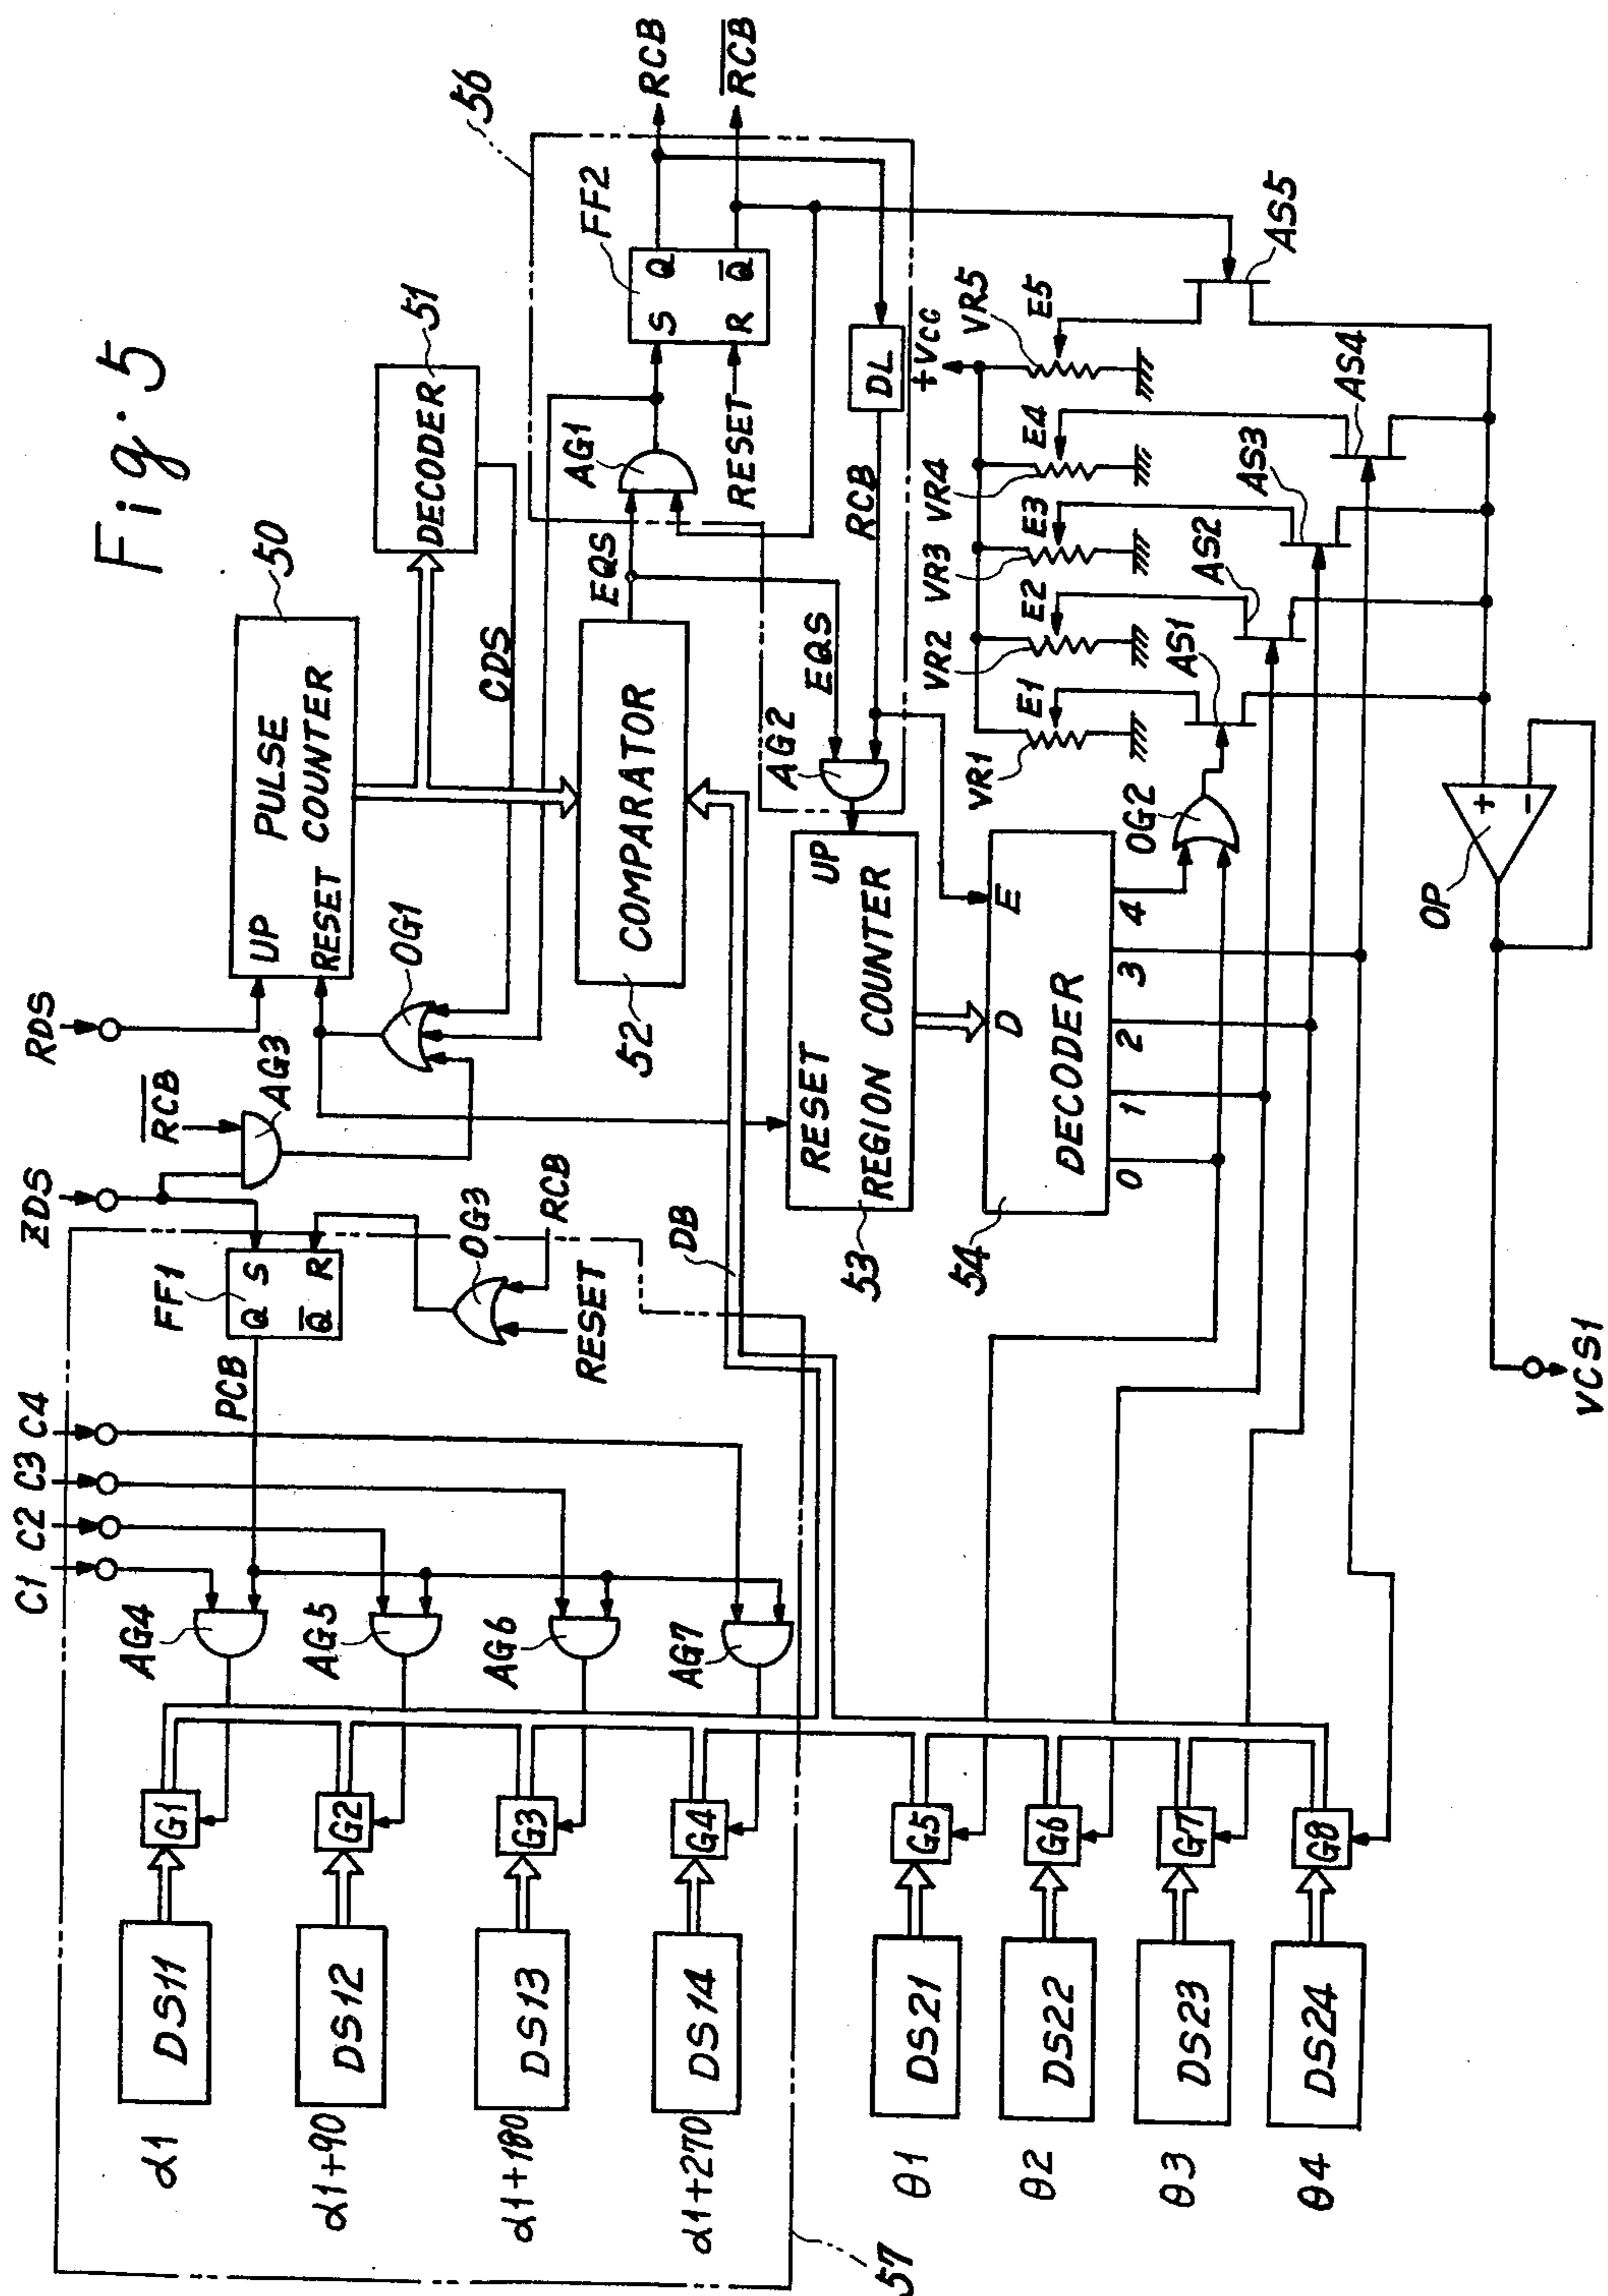 Fig. 5
RDS
ZDS
C1
C2
C3
C4
RCB
AG3
UP
PULSE
RESET
COUNTER
50
DECODER
51
CDS
56
RCB
RCB
FF2
S
Q
R
Q
RESET
AG1
EQS
COMPARATOR
52
OG1
FF1
Q
S
Q
R
PCB
OG3
RCB
RESET
AG4
AG5
AG6
AG7
DB
EQS
AG2
RCB
DL
+VCC
RESET
UP
REGION COUNTER
53
D
E
DECODER
54
0
1
2
3
4
OG2
VR1
VR2
VR3
VR4
VR5
E1
E2
E3
E4
E5
AS1
AS2
AS3
AS4
AS5
OP
+
-
VCS1
α1
DS11
G1
α1+90
DS12
G2
α1+180
DS13
G3
α1+270
DS14
G4
θ1
DS21
G5
θ2
DS22
G6
θ3
DS23
G7
θ4
DS24
G8
57